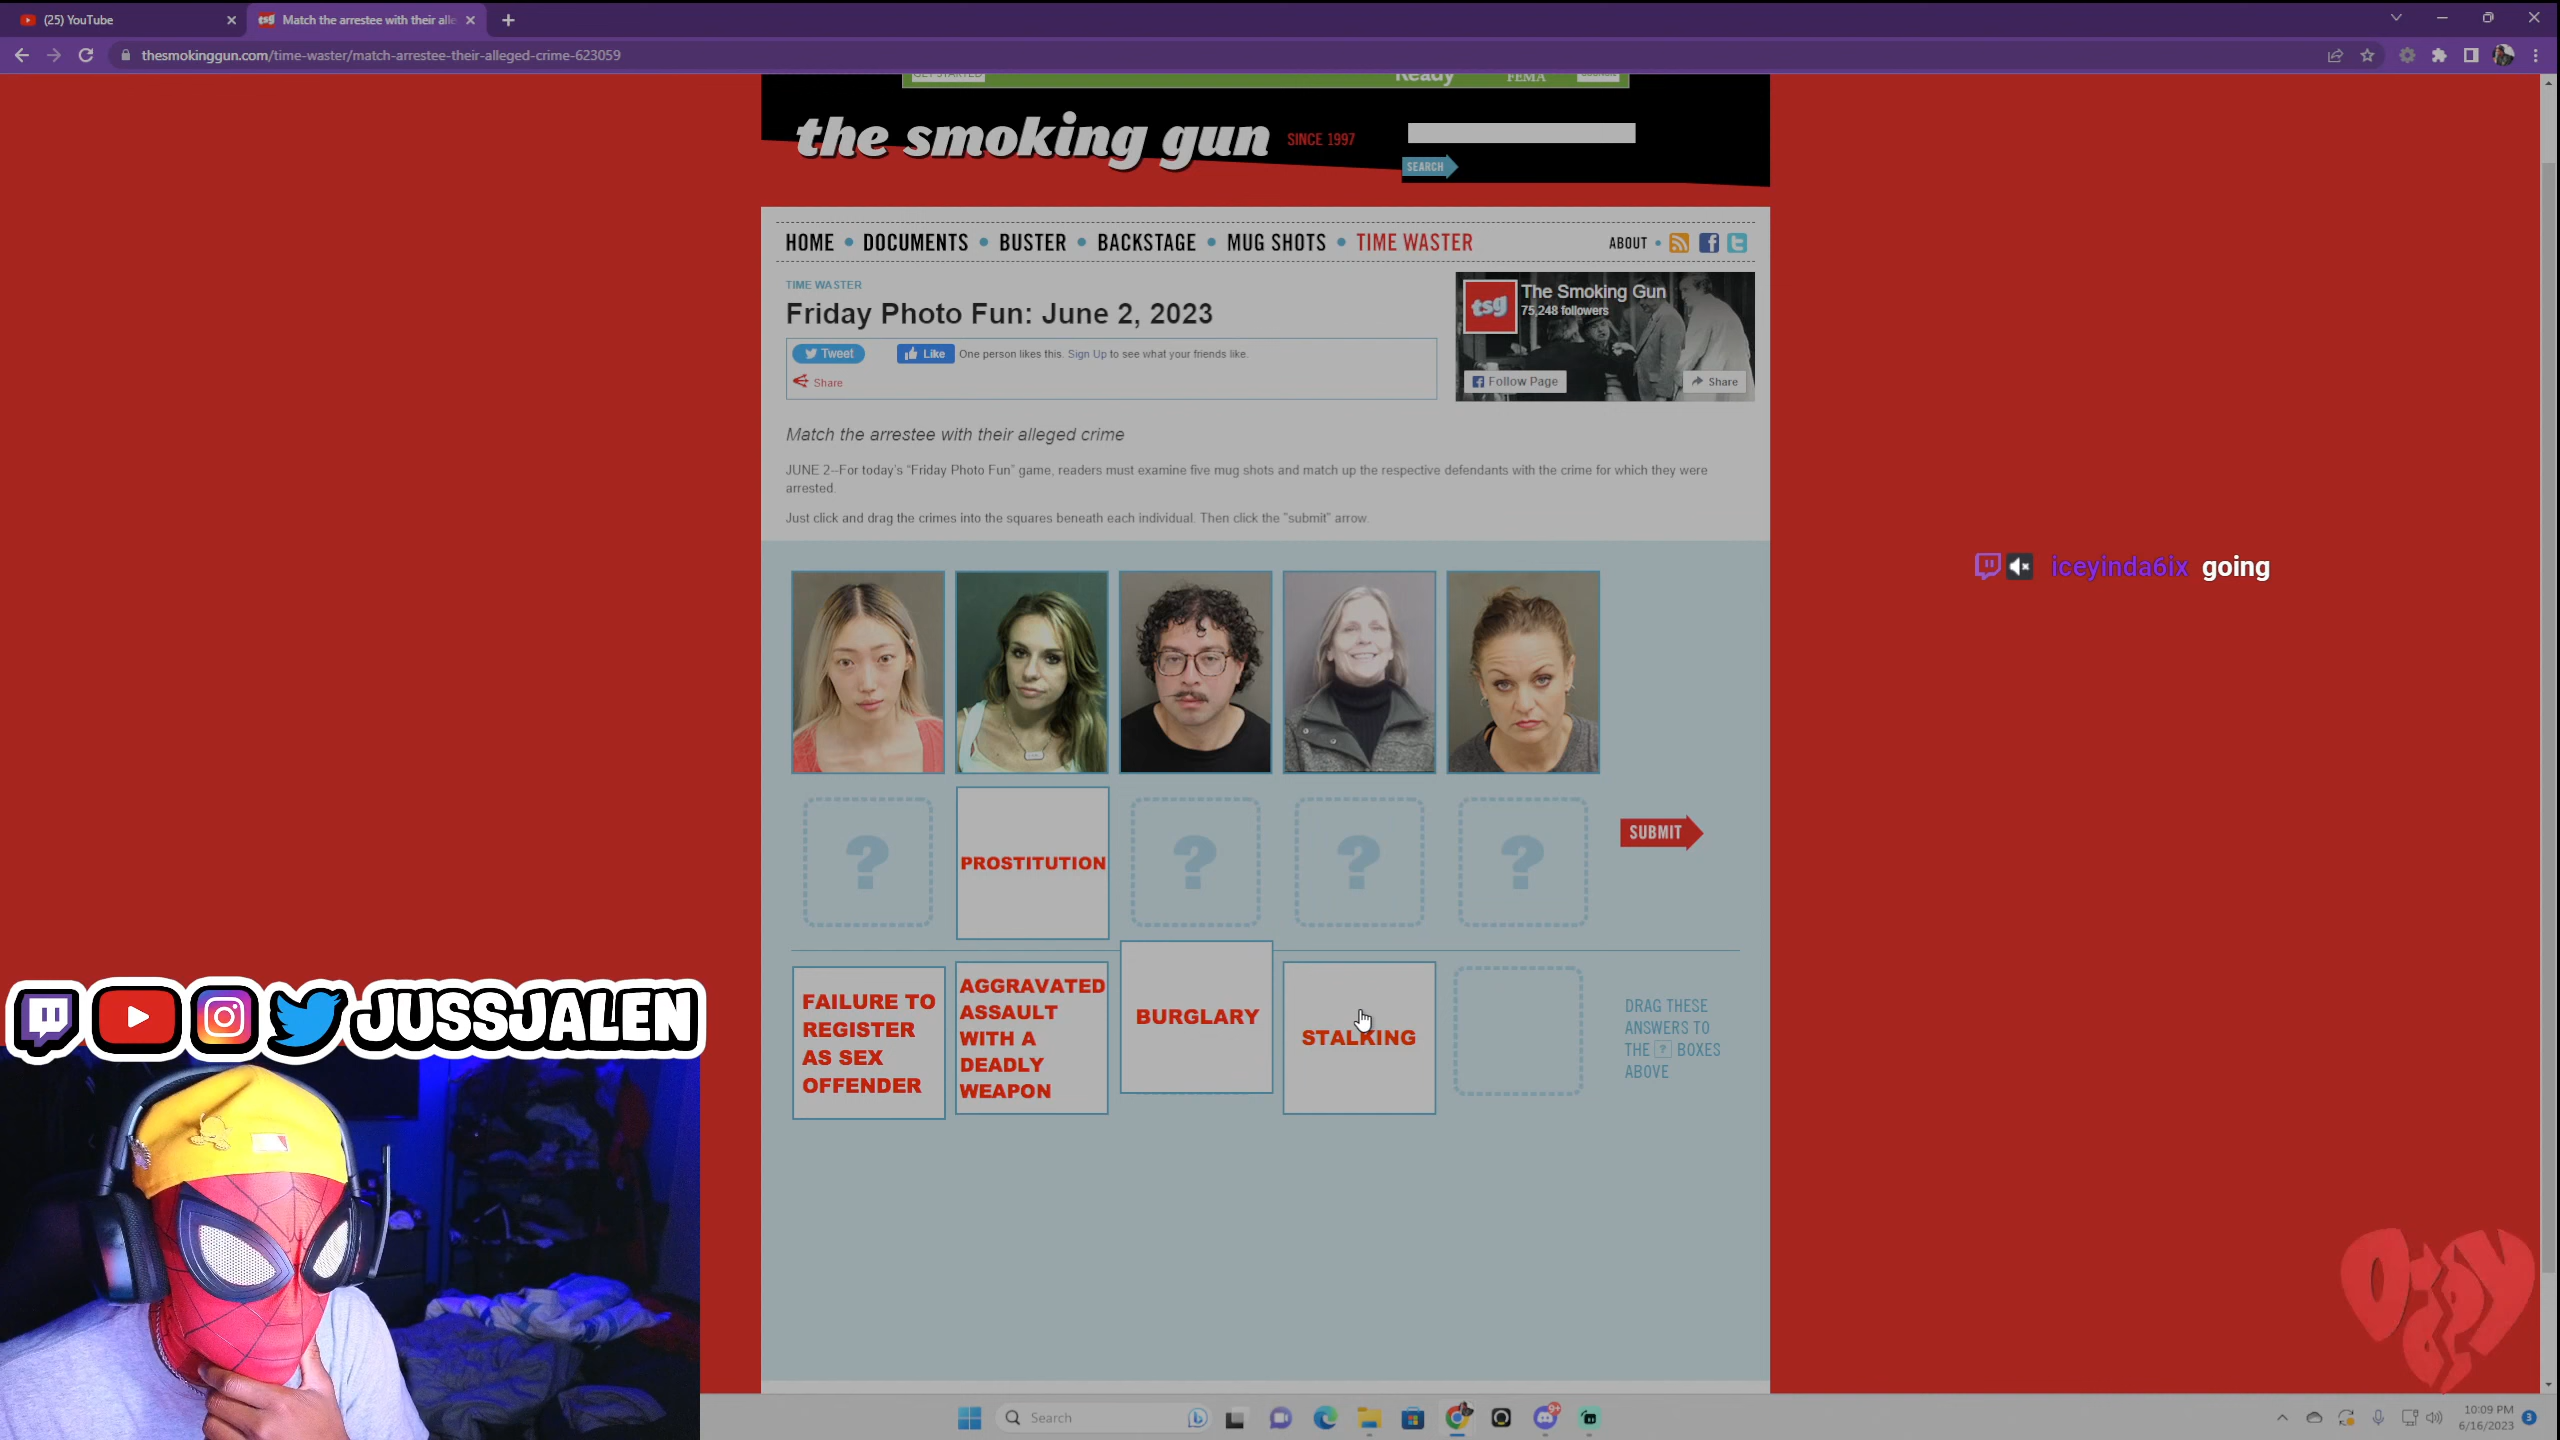 (25) YouTube
Match the arrestee with their alle
thesmokinggun.com/time-waster/match-arrestee-their-alleged-crime-623059
GET STARTED
Ready
FEMA
the smoking gun
SINCE 1997
SEARCH
HOME • DOCUMENTS • BUSTER • BACKSTAGE • MUG SHOTS • TIME WASTER
ABOUT •
TIME WASTER
Friday Photo Fun: June 2, 2023
Tweet
Like
One person likes this. Sign Up to see what your friends like.
Share
tsg
The Smoking Gun
75,248 followers
Follow Page
Share
Match the arrestee with their alleged crime
JUNE 2--For today's "Friday Photo Fun" game, readers must examine five mug shots and match up the respective defendants with the crime for which they were
arrested.
Just click and drag the crimes into the squares beneath each individual. Then click the "submit" arrow.
iceyinda6ix going
?
PROSTITUTION
?
?
?
SUBMIT
FAILURE TO
REGISTER
AS SEX
OFFENDER
AGGRAVATED
ASSAULT
WITH A
DEADLY
WEAPON
BURGLARY
STALKING
DRAG THESE
ANSWERS TO
THE ? BOXES
ABOVE
JUSSJALEN
Search
9+
10:09 PM
6/16/2023
3